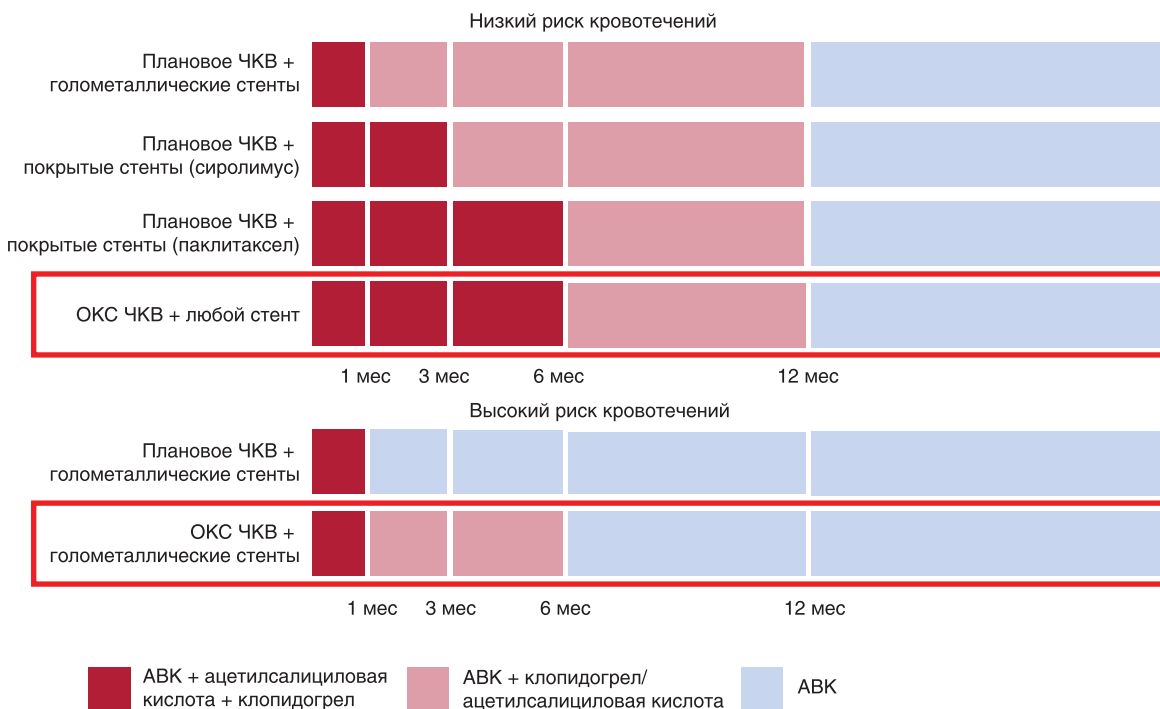 Низкий риск кровотечений
Плановое ЧКВ +
голометаллические стенты
Плановое ЧКВ +
покрытые стенты (сиролимус)
Плановое ЧКВ +
покрытые стенты (паклитаксел)
ОКС ЧКВ + любой стент
1 мес 3 мес 6 мес 12 мес
Высокий риск кровотечений
Плановое ЧКВ +
голометаллические стенты
ОКС ЧКВ +
голометаллические стенты
1 мес 3 мес 6 мес 12 мес
АВК + ацетилсалициловая
кислота + клопидогрел
АВК + клопидогрел/
ацетилсалициловая кислота
АВК